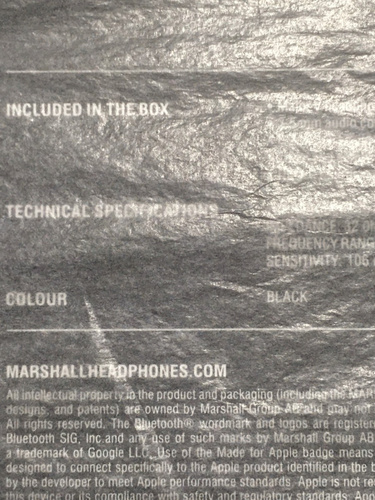 INCLUDED IN THE BOX
TECHNICAL SPECIFICATIONS
FREQUENCY RANG
SENSITIVITY: 106
COLOUR BLACK
MARSHALLHEADPHONES.COM
All intellectual property in the product and packaging (including the MAR
designs, and patents) are owned by Marshall Group AB and may not
All rights reserved. The Bluetooth® wordmark and logos are register
Bluetooth SIG, Inc and any use of such marks by Marshall Group AB
a trademark of Google LLC. Use of the Made for Apple badge means
designed to connect specifically to the Apple product identified in the b
by the developer to meet Apple performance standards. Apple is not re
this device or its compliance with safety and regulatory standards.